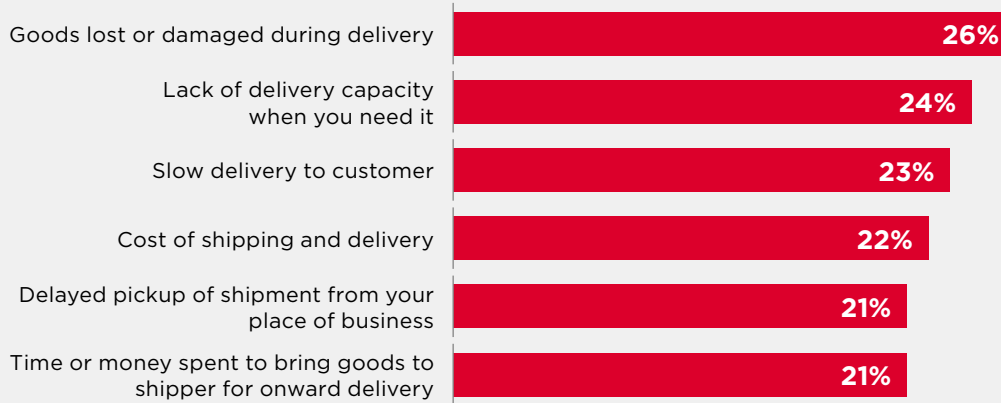 Goods lost or damaged during delivery 26%
Lack of delivery capacity
when you need it 24%
Slow delivery to customer 23%
Cost of shipping and delivery 22%
Delayed pickup of shipment from your
place of business 21%
Time or money spent to bring goods to
shipper for onward delivery 21%